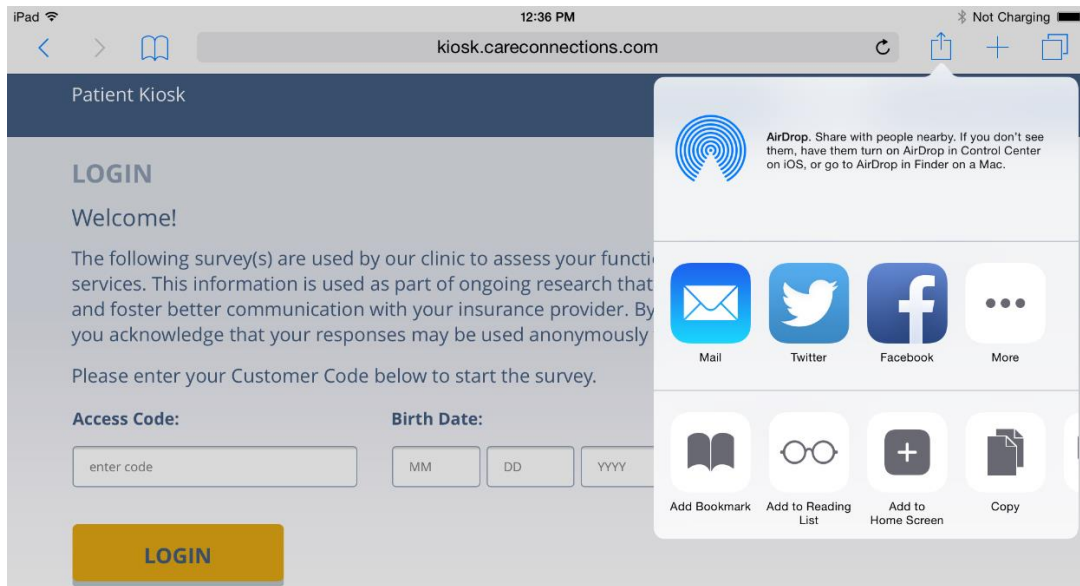 iPad 12:36 PM Not Charging
kiosk.careconnections.com
Patient Kiosk
LOGIN
Welcome!
The following survey(s) are used by our clinic to assess your functi
services. This information is used as part of ongoing research that
and foster better communication with your insurance provider. By
you acknowledge that your responses may be used anonymously
Please enter your Customer Code below to start the survey.
Access Code: Birth Date:
enter code MM DD YYYY
LOGIN
AirDrop. Share with people nearby. If you don't see
them, have them turn on AirDrop in Control Center
on iOS, or go to AirDrop in Finder on a Mac.
Mail Twitter Facebook More
Add Bookmark Add to Reading List Add to Home Screen Copy